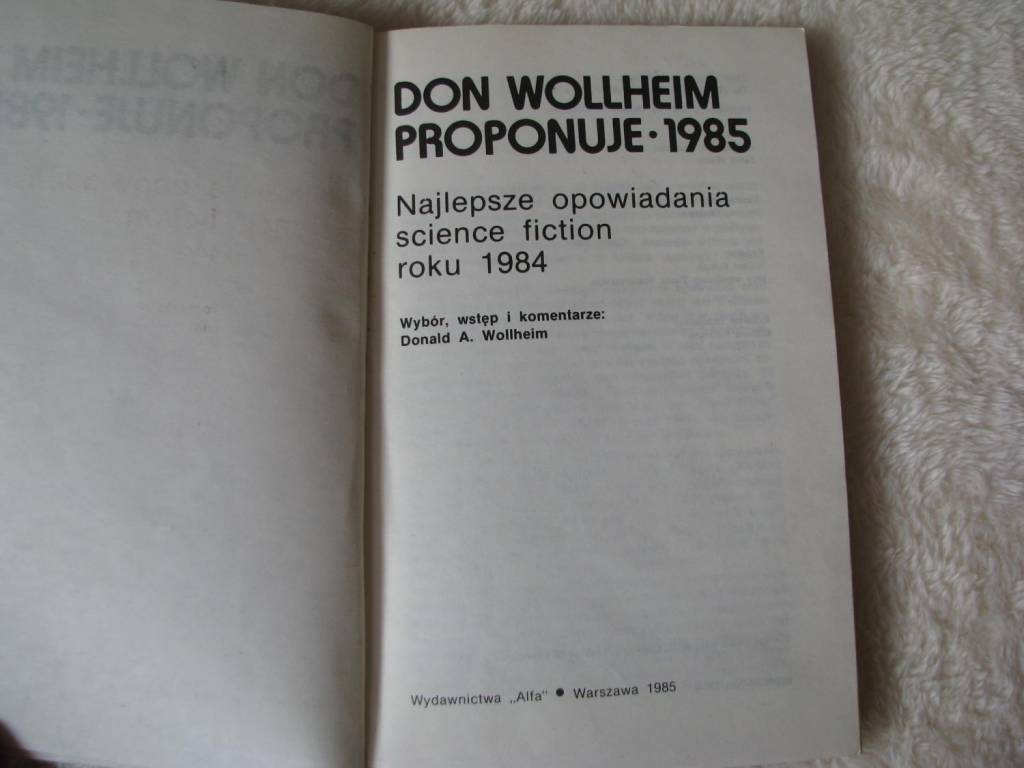 DON WOLLHEIM
PROPONUJE • 1985
Najlepsze opowiadania
science fiction
roku 1984
Wybór, wstęp i komentarze:
Donald A. Wollheim
Wydawnictwa „Alfa" ● Warszawa 1985